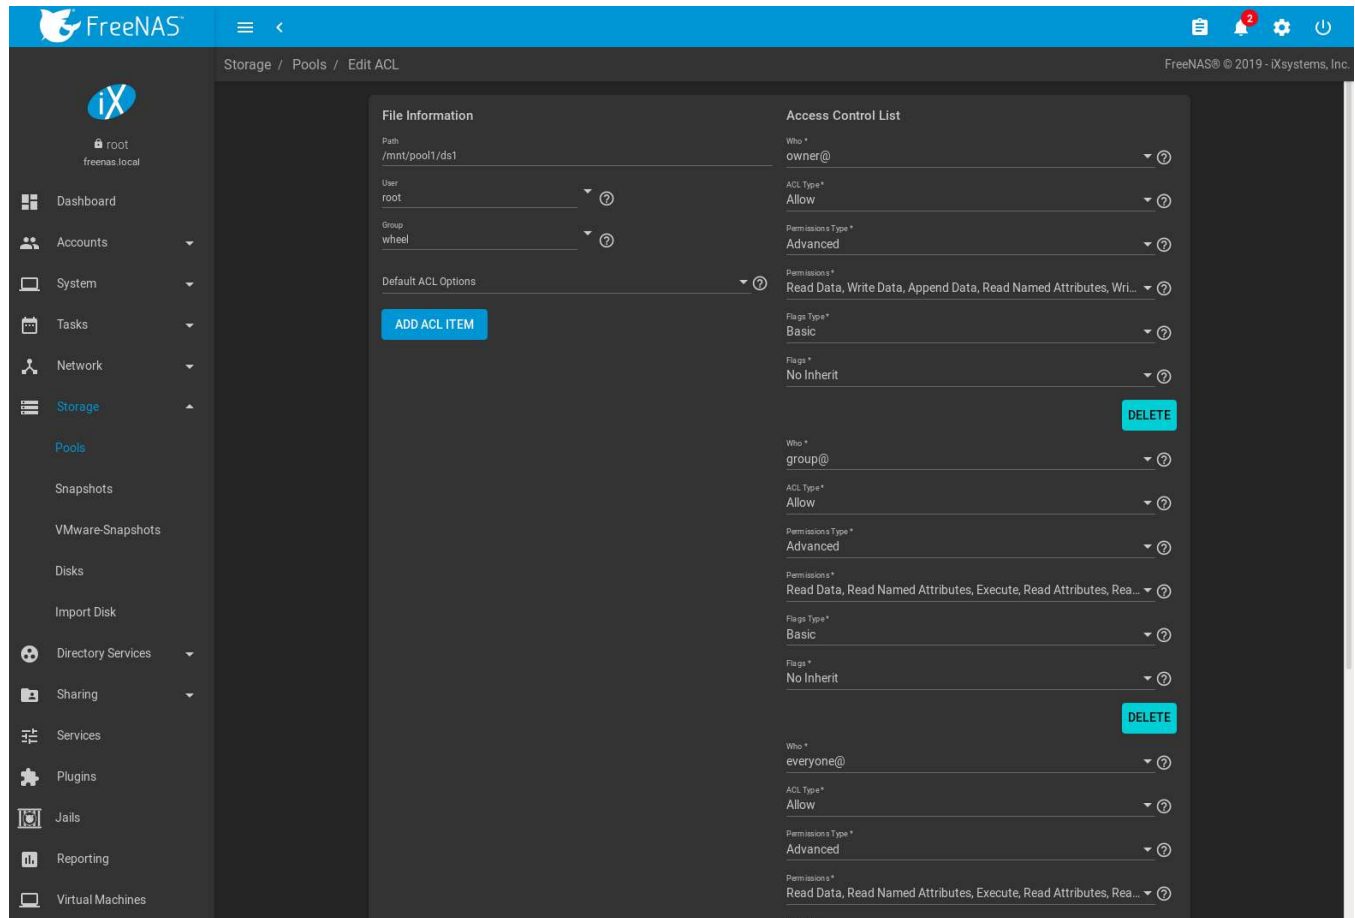 FreeNAS®
2
Storage / Pools / Edit ACL
FreeNAS® © 2019 - iXsystems, Inc.
iX
root
freenas.local
Dashboard
Accounts
System
Tasks
Network
Storage
Pools
Snapshots
VMware-Snapshots
Disks
Import Disk
Directory Services
Sharing
Services
Plugins
Jails
Reporting
Virtual Machines
File Information
Path
/mnt/pool1/ds1
User
root
Group
wheel
Default ACL Options
ADD ACL ITEM
Access Control List
Who *
owner@
ACL Type *
Allow
Permissions Type *
Advanced
Permissions *
Read Data, Write Data, Append Data, Read Named Attributes, Wri...
Flags Type *
Basic
Flags *
No Inherit
DELETE
Who *
group@
ACL Type *
Allow
Permissions Type *
Advanced
Permissions *
Read Data, Read Named Attributes, Execute, Read Attributes, Rea...
Flags Type *
Basic
Flags *
No Inherit
DELETE
Who *
everyone@
ACL Type *
Allow
Permissions Type *
Advanced
Permissions *
Read Data, Read Named Attributes, Execute, Read Attributes, Rea...